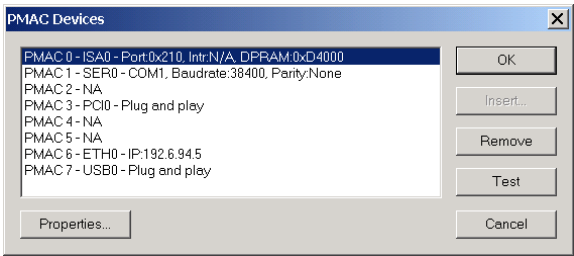 PMAC Devices
PMAC 0 - ISA0 - Port:0x210, Intr:N/A, DPRAM:0xD4000
PMAC 1 - SER0 - COM1, Baudrate:38400, Parity:None
PMAC 2 - NA
PMAC 3 - PCI0 - Plug and play
PMAC 4 - NA
PMAC 5 - NA
PMAC 6 - ETH0 - IP:192.6.94.5
PMAC 7 - USB0 - Plug and play
OK
Insert...
Remove
Test
Properties...
Cancel